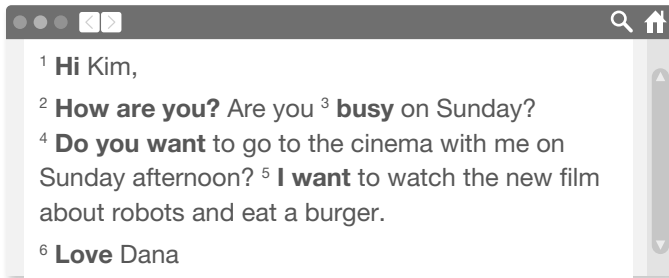 1 Hi Kim,
2 How are you? Are you 3 busy on Sunday?
4 Do you want to go to the cinema with me on
Sunday afternoon? 5 I want to watch the new film
about robots and eat a burger.
6 Love Dana